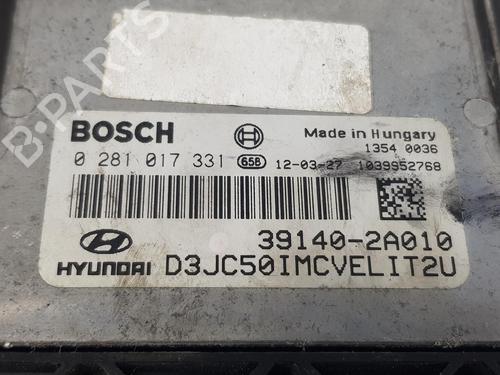 B-PARTS
BOSCH
Made in Hungary
1354 0036
0 281 017 331 65B 12-03-27 1039952768
39140-2A010
HYUNDAI D3JC50IMCVELIT2U